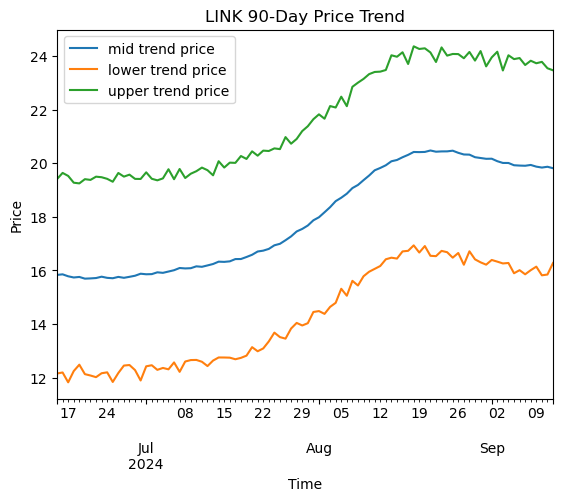 LINK 90-Day Price Trend
mid trend price
lower trend price
upper trend price
24
22
20
18
16
14
12
Price
17 24 08 15 22 29 05 12 19 26 02 09
Jul Aug Sep
2024
Time